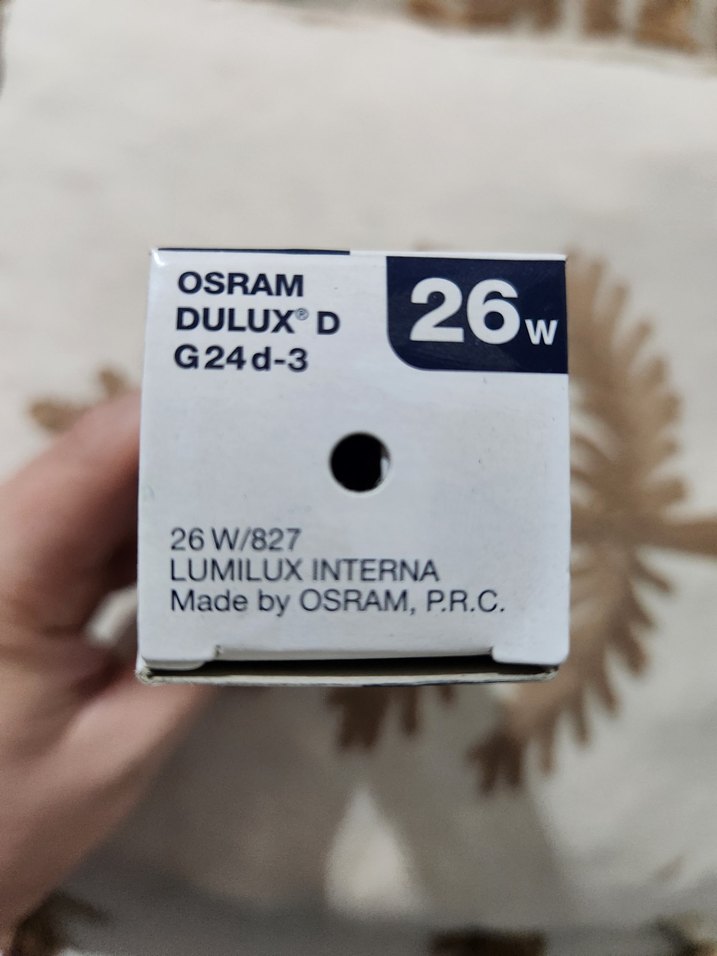 OSRAM
DULUX® D
G24d-3
26W
26 W/827
LUMILUX INTERNA
Made by OSRAM, P.R.C.